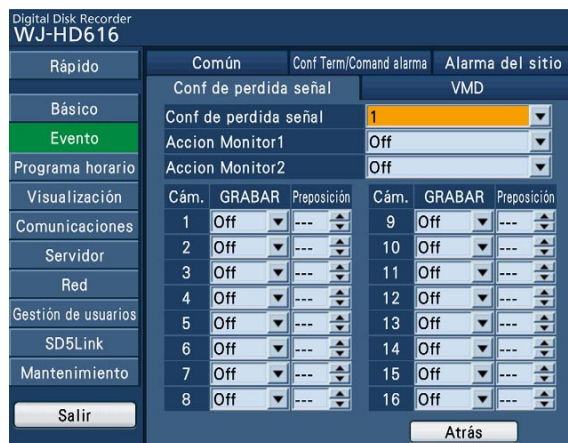 Digital Disk Recorder
WJ-HD616
Rápido
Básico
Evento
Programa horario
Visualización
Comunicaciones
Servidor
Red
Gestión de usuarios
SD5Link
Mantenimiento
Salir
Común Conf Term/Comand alarma Alarma del sitio
Conf de perdida señal VMD
Conf de perdida señal 1
Accion Monitor1 Off
Accion Monitor2 Off
Cám. GRABAR Preposición Cám. GRABAR Preposición
1 Off --- 9 Off ---
2 Off --- 10 Off ---
3 Off --- 11 Off ---
4 Off --- 12 Off ---
5 Off --- 13 Off ---
6 Off --- 14 Off ---
7 Off --- 15 Off ---
8 Off --- 16 Off ---
Atrás